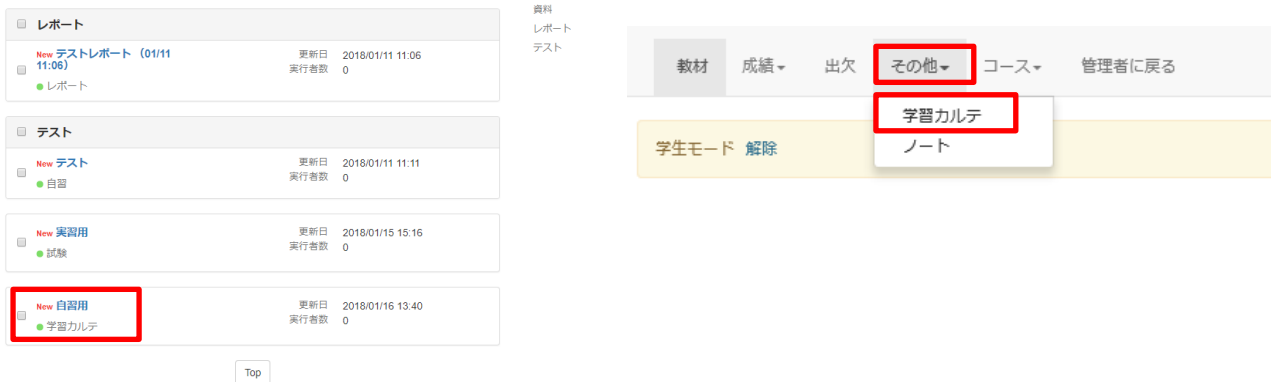 レポート
New テストレポート (01/11
11:06)
更新日 2018/01/11 11:06
実行者数 0
レポート
テスト
New テスト
更新日 2018/01/11 11:11
実行者数 0
自習
New 実習用
更新日 2018/01/15 15:16
実行者数 0
試験
New 自習用
更新日 2018/01/16 13:40
実行者数 0
学習カルテ
Top
資料
レポート
テスト
教材 成績 出欠 その他 コース 管理者に戻る
学習カルテ
ノート
学生モード 解除